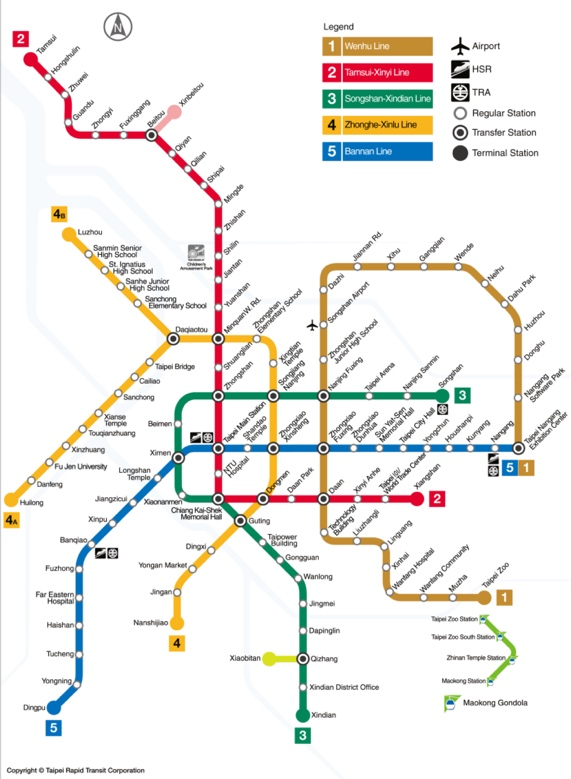 Legend
1 Wenhu Line
2 Tamsui-Xinyi Line
3 Songshan-Xindian Line
4 Zhonghe-Xinlu Line
5 Bannan Line
Airport
HSR
TRA
Regular Station
Transfer Station
Terminal Station
N
2
Tamsui
Hongshulin
Zhuwei
Guandu
Zhongyi
Fuxinggang
Beitou
Xinbeitou
Qiyan
Qilian
Shipai
Mingde
Zhishan
Shilin
Children's
Amusement Park
Jiantan
Yuanshan
MinquanW. Rd.
Shuanglian
Zhongshan
Taipei Main Station
NTU
Hospital
Chiang Kai-Shek
Memorial Hall
Dongmen
Daan Park
Daan
Xinyi Anhe
Taipei 101/
World Trade Center
Xiangshan
2
4B
Luzhou
Sanmin Senior
High School
St. Ignatius
High School
Sanhe Junior
High School
Sanchong
Elementary School
Daqiaotou
Zhongshan
Elementary School
Xingtian
Temple
Songjiang
Nanjing
Taipei Bridge
Cailiao
Sanchong
Xianse
Temple
Touqianzhuang
Xinzhuang
Fu Jen University
Danfeng
Huilong
4A
Jiannan Rd.
Xihu
Gangqian
Wende
Neihu
Dahu Park
Huzhou
Donghu
Nangang
Software Park
Taipei Nangang
Exhibition Center
5 1
Dazhi
Songshan Airport
Zhongshan
Junior High School
Nanjing Fuxing
Taipei Arena
Nanjing Sanmin
Songshan
3
Beimen
Ximen
Shandao
Temple
Zhongxiao
Xinsheng
Zhongxiao
Fuxing
Zhongxiao
Dunhua
Sun Yat-Sen
Memorial Hall
Taipei City Hall
Yongchun
Houshanpi
Kunyang
Nangang
Longshan
Temple
Xiaonanmen
Jiangzicui
Xinpu
Banqiao
Fuzhong
Far Eastern
Hospital
Haishan
Tucheng
Yongning
Dingpu
5
Guting
Dingxi
Yongan Market
Jingan
Nanshijiao
4
Taipower
Building
Gongguan
Wanlong
Jingmei
Dapinglin
Xiaobitan
Qizhang
Xindian District Office
Xindian
3
Technology
Building
Liuzhangli
Linguang
Xinhai
Wanfang Hospital
Wanfang Community
Muzha
Taipei Zoo
1
Taipei Zoo Station
Taipei Zoo South Station
Zhinan Temple Station
Maokong Station
Maokong Gondola
Copyright © Taipei Rapid Transit Corporation